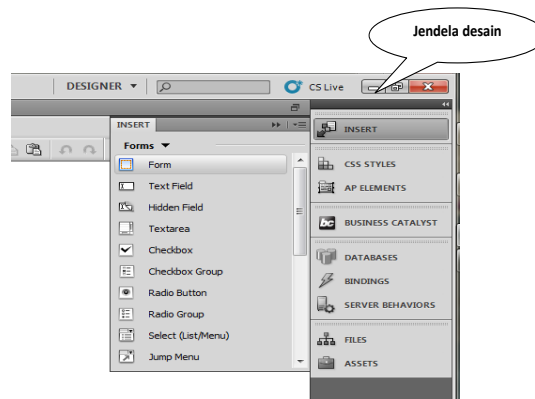 Jendela desain
DESIGNER
CS Live
INSERT
Forms
Form
Text Field
Hidden Field
Textarea
Checkbox
Checkbox Group
Radio Button
Radio Group
Select (List/Menu)
Jump Menu
INSERT
CSS STYLES
AP ELEMENTS
bc BUSINESS CATALYST
DATABASES
BINDINGS
SERVER BEHAVIORS
FILES
ASSETS